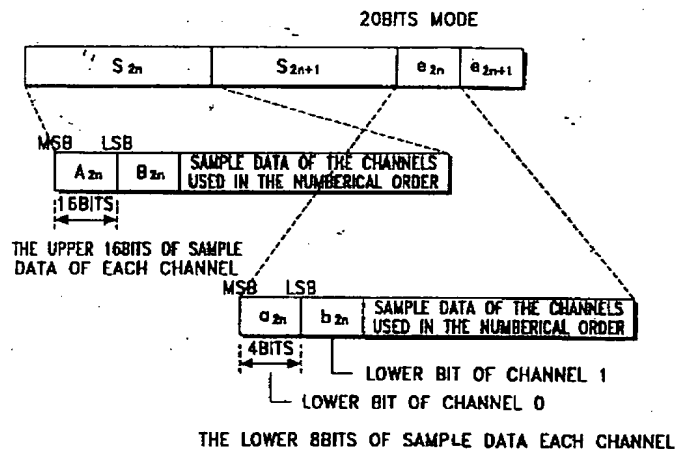 20BITS MODE
S2n S2n+1 e2n e2n+1
MSB LSB
A2n B2n SAMPLE DATA OF THE CHANNELS
USED IN THE NUMBERICAL ORDER
16BITS
THE UPPER 16BITS OF SAMPLE
DATA OF EACH CHANNEL
MSB LSB
a2n b2n SAMPLE DATA OF THE CHANNELS
USED IN THE NUMBERICAL ORDER
4BITS
LOWER BIT OF CHANNEL 1
LOWER BIT OF CHANNEL 0
THE LOWER 8BITS OF SAMPLE DATA EACH CHANNEL